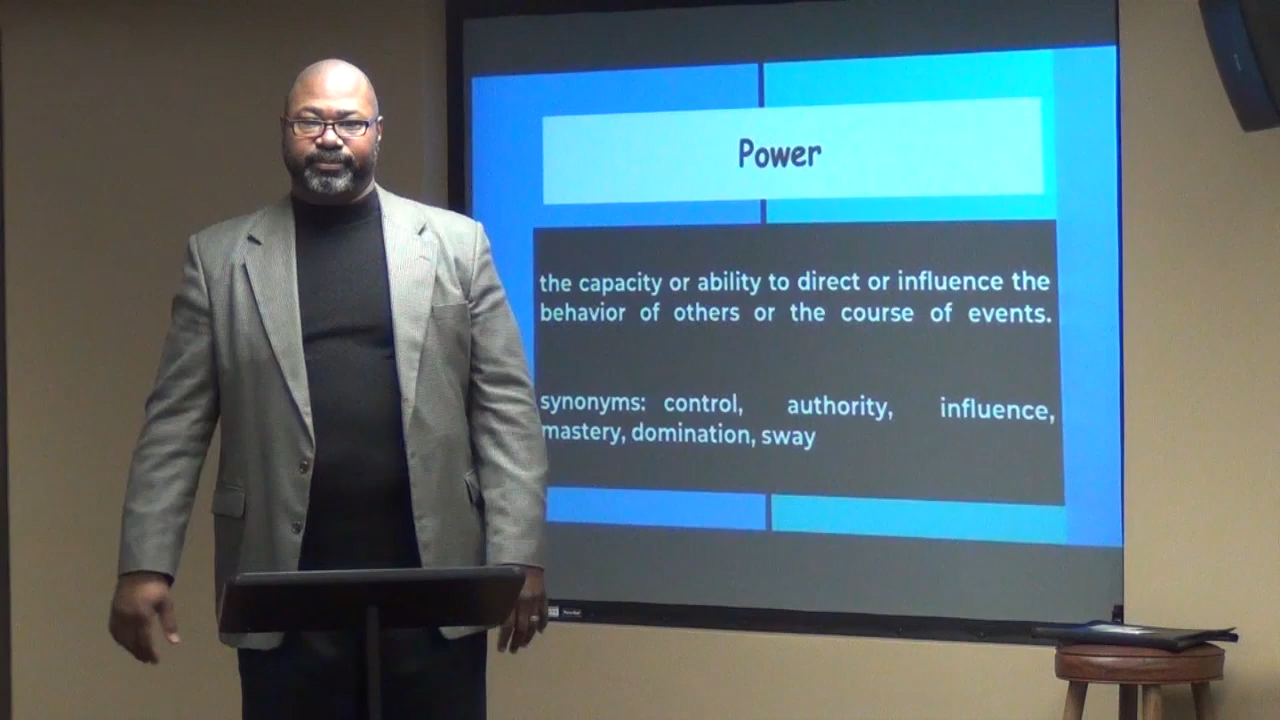 Power
the capacity or ability to direct or influence the
behavior of others or the course of events.
synonyms: control, authority, influence,
mastery, domination, sway